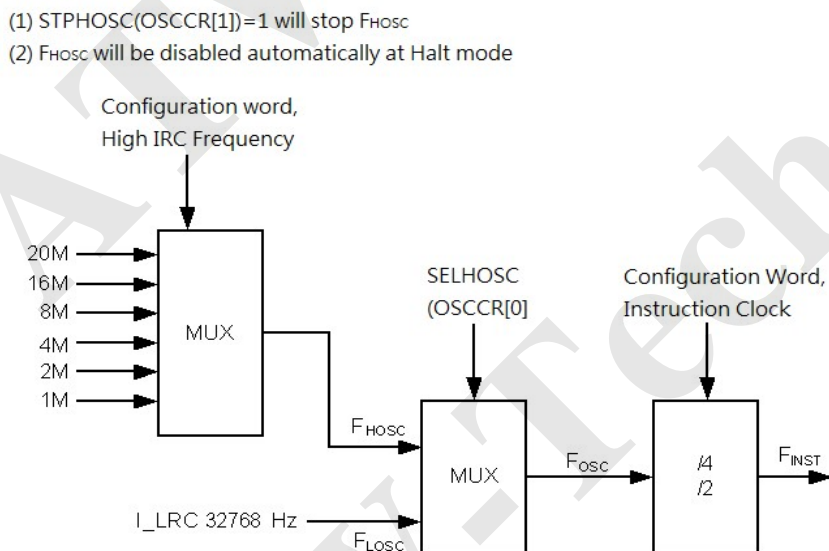 (1) STPHOSC(OSCCR[1])=1 will stop FHOSC
(2) FHOSC will be disabled automatically at Halt mode
Configuration word,
High IRC Frequency
20M
16M
8M
4M
2M
1M
MUX
SELHOSC
(OSCCR[0]
Configuration Word,
Instruction Clock
FHOSC
MUX
FOSC
/4
/2
FINST
I_LRC 32768 Hz
FLOSC